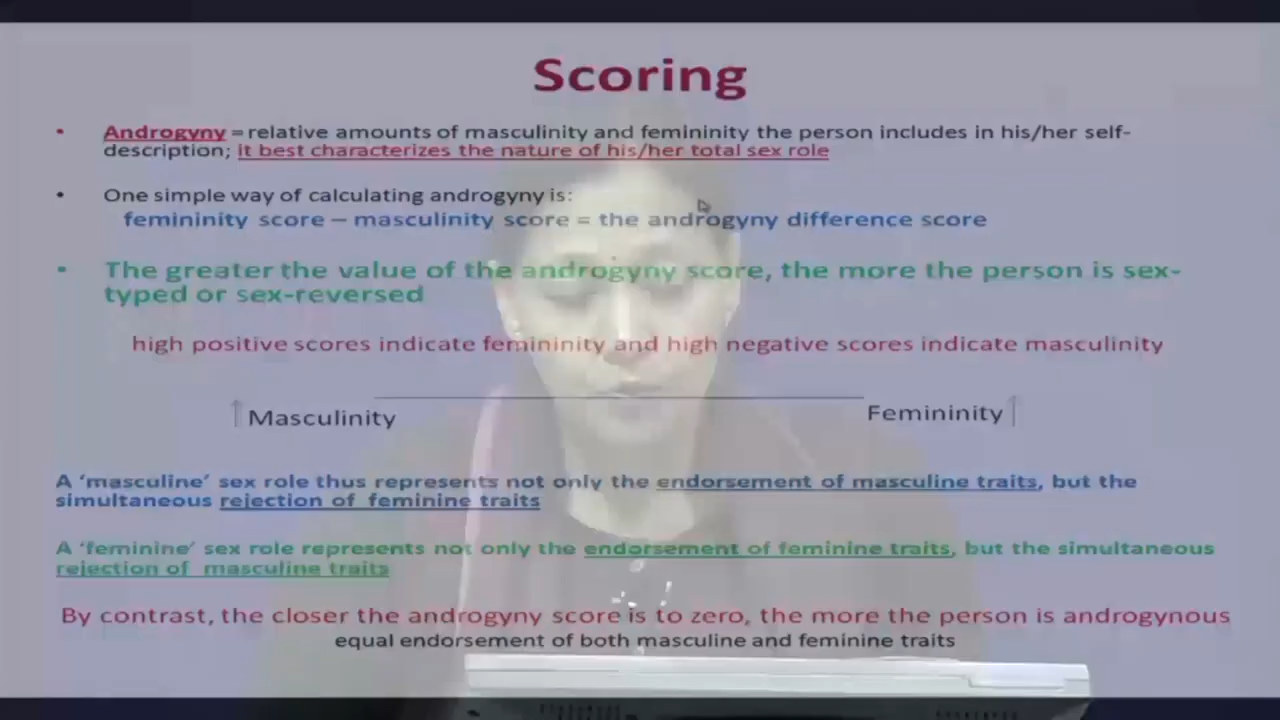 Scoring
• Androgyny = relative amounts of masculinity and femininity the person includes in his/her self-
description; it best characterizes the nature of his/her total sex role
• One simple way of calculating androgyny is:
femininity score – masculinity score = the androgyny difference score
• The greater the value of the androgyny score, the more the person is sex-
typed or sex-reversed
high positive scores indicate femininity and high negative scores indicate masculinity
↑ Masculinity Femininity ↑
A ‘masculine’ sex role thus represents not only the endorsement of masculine traits, but the
simultaneous rejection of feminine traits
A ‘feminine’ sex role represents not only the endorsement of feminine traits, but the simultaneous
rejection of masculine traits
By contrast, the closer the androgyny score is to zero, the more the person is androgynous
equal endorsement of both masculine and feminine traits